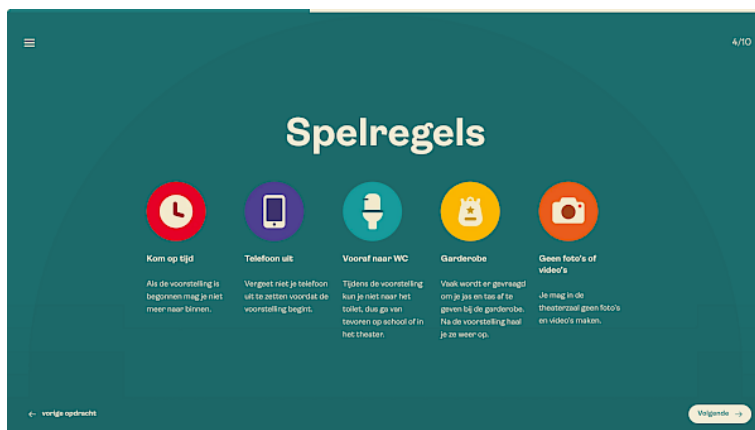 4/10
Spelregels
Kom op tijd
Als de voorstelling is
begonnen mag je niet
meer naar binnen.
Telefoon uit
Vergeet niet je telefoon
uit te zetten voordat de
voorstelling begint.
Vooraf naar WC
Tijdens de voorstelling
kun je niet naar het
toilet, dus ga van
tevoren op school of in
het theater.
Garderobe
Vaak wordt er gevraagd
om je jas en tas af te
geven bij de garderobe.
Na de voorstelling haal
je ze weer op.
Geen foto's of
video's
Je mag in de
theaterzaal geen foto's
en video's maken.
← vorige opdracht
Volgende →